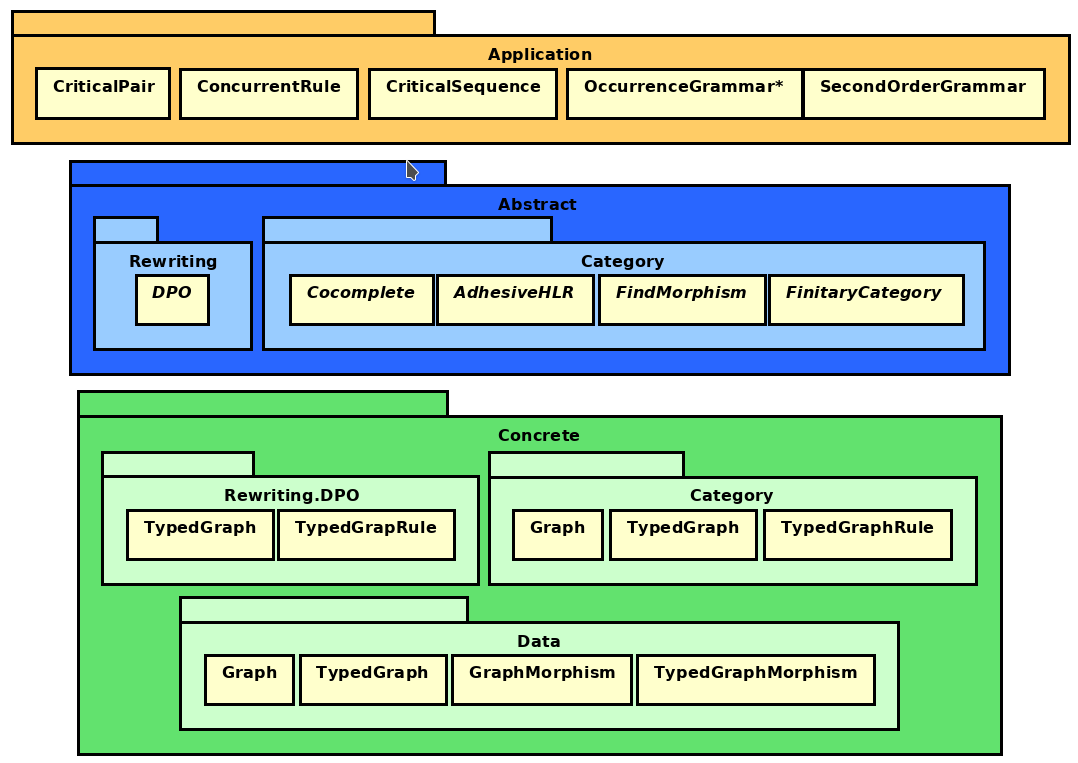 Application
CriticalPair ConcurrentRule CriticalSequence OccurrenceGrammar* SecondOrderGrammar
Abstract
Rewriting Category
DPO Cocomplete AdhesiveHLR FindMorphism FinitaryCategory
Concrete
Rewriting.DPO Category
TypedGraph TypedGrapRule Graph TypedGraph TypedGraphRule
Data
Graph TypedGraph GraphMorphism TypedGraphMorphism